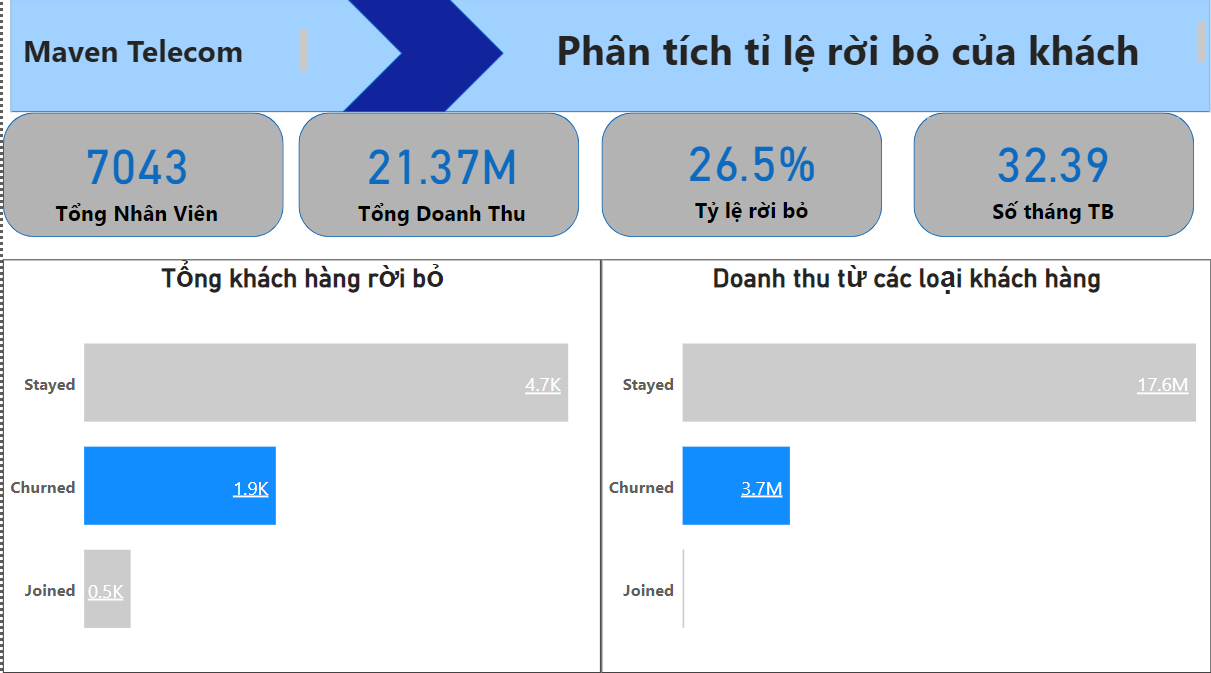 Maven Telecom
Phân tích tỉ lệ rời bỏ của khách
7043
Tổng Nhân Viên
21.37M
Tổng Doanh Thu
26.5%
Tỷ lệ rời bỏ
32.39
Số tháng TB
Tổng khách hàng rời bỏ
Stayed
4.7K
Churned
1.9K
Joined
0.5K
Doanh thu từ các loại khách hàng
Stayed
17.6M
Churned
3.7M
Joined